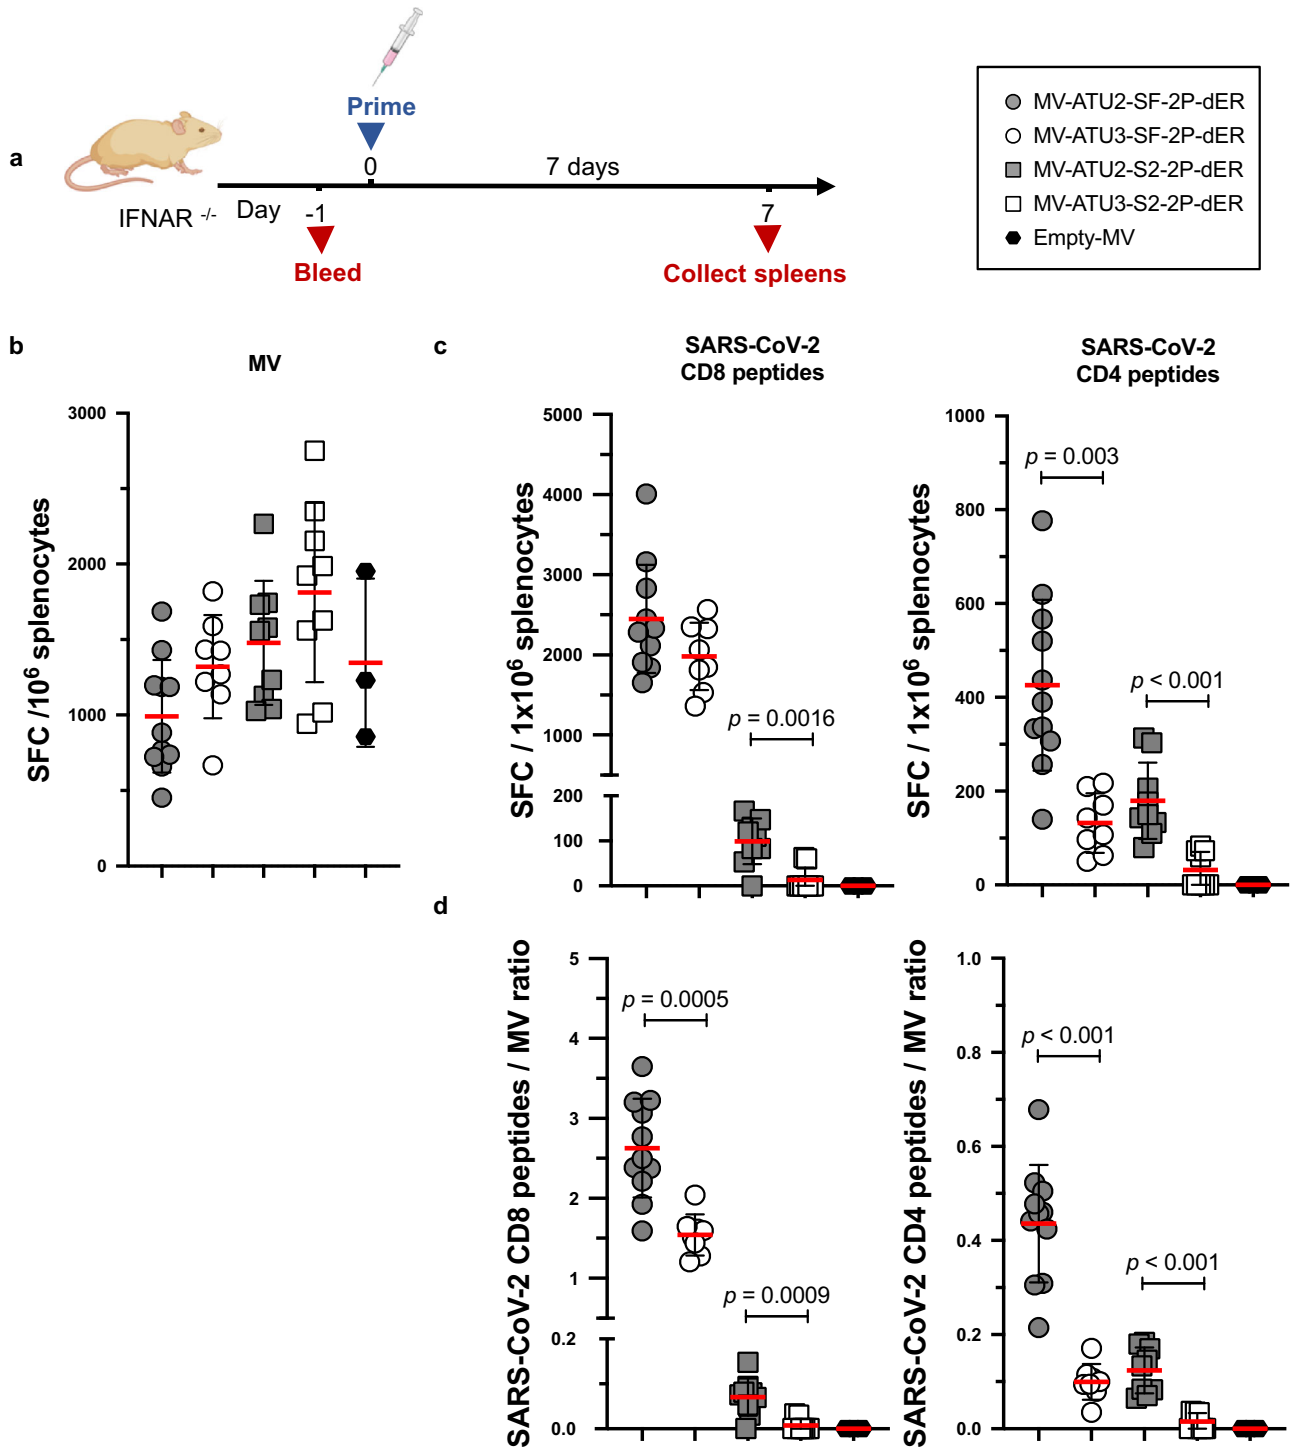 a
Prime
0
7 days
IFNAR -/-
Day
-1
7
Bleed
Collect spleens
MV-ATU2-SF-2P-dER
MV-ATU3-SF-2P-dER
MV-ATU2-S2-2P-dER
MV-ATU3-S2-2P-dER
Empty-MV
b
MV
SFC /10⁶ splenocytes
3000
2000
1000
0
c
SARS-CoV-2
CD8 peptides
SFC / 1x10⁶ splenocytes
5000
4000
3000
2000
1000
200
100
0
p = 0.0016
SARS-CoV-2
CD4 peptides
SFC / 1x10⁶ splenocytes
1000
800
600
400
200
0
p = 0.003
p < 0.001
d
SARS-CoV-2 CD8 peptides / MV ratio
5
4
3
2
1
0.2
0.0
p = 0.0005
p = 0.0009
SARS-CoV-2 CD4 peptides / MV ratio
1.0
0.8
0.6
0.4
0.2
0.0
p < 0.001
p < 0.001